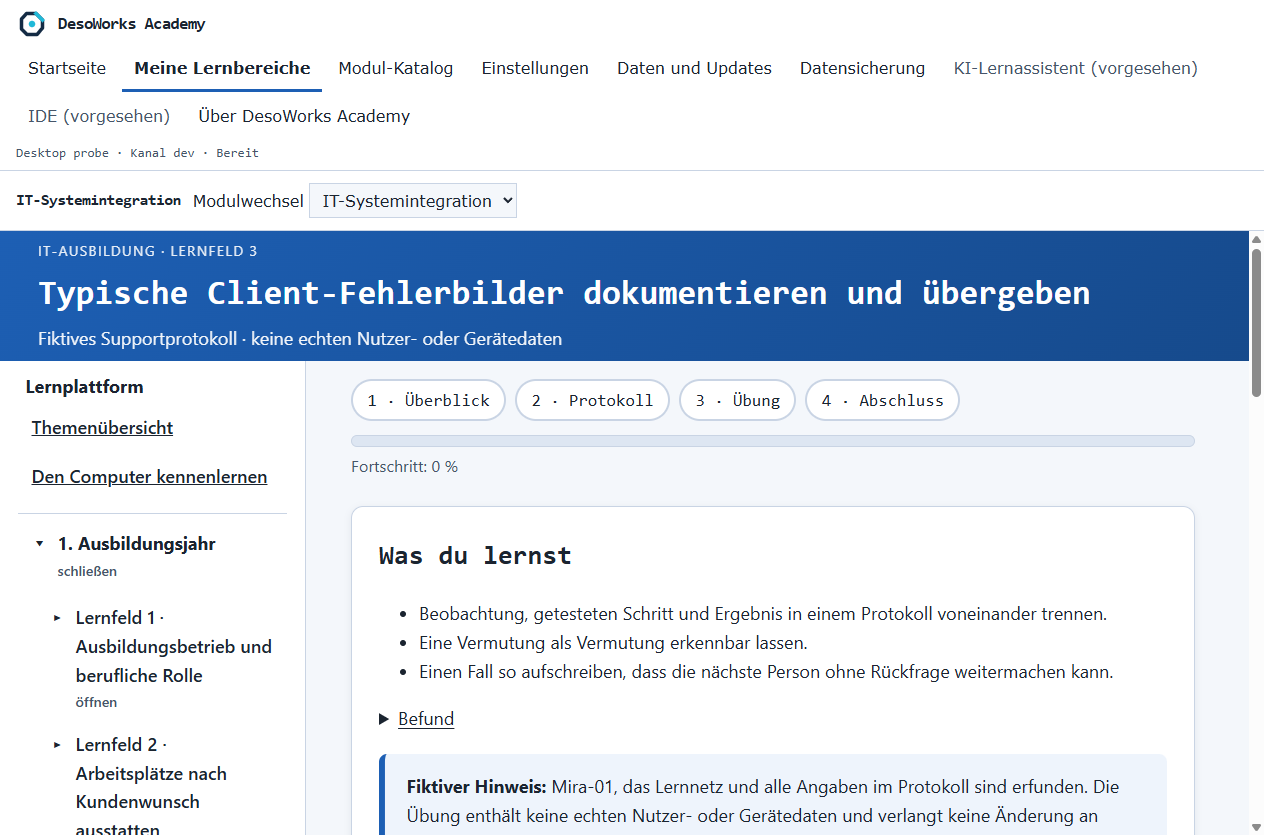 DesoWorks Academy
Startseite Meine Lernbereiche Modul-Katalog Einstellungen Daten und Updates Datensicherung KI-Lernassistent (vorgesehen)
IDE (vorgesehen) Über DesoWorks Academy
Desktop probe · Kanal dev · Bereit
IT-Systemintegration Modulwechsel IT-Systemintegration
IT-AUSBILDUNG · LERNFELD 3
Typische Client-Fehlerbilder dokumentieren und übergeben
Fiktives Supportprotokoll · keine echten Nutzer- oder Gerätedaten
Lernplattform
Themenübersicht
Den Computer kennenlernen
1. Ausbildungsjahr
schließen
Lernfeld 1 ·
Ausbildungsbetrieb und
berufliche Rolle
öffnen
Lernfeld 2 ·
Arbeitsplätze nach
Kundenwunsch
ausstatten
1 · Überblick 2 · Protokoll 3 · Übung 4 · Abschluss
Fortschritt: 0 %
Was du lernst
Beobachtung, getesteten Schritt und Ergebnis in einem Protokoll voneinander trennen.
Eine Vermutung als Vermutung erkennbar lassen.
Einen Fall so aufschreiben, dass die nächste Person ohne Rückfrage weitermachen kann.
Befund
Fiktiver Hinweis: Mira-01, das Lernnetz und alle Angaben im Protokoll sind erfunden. Die
Übung enthält keine echten Nutzer- oder Gerätedaten und verlangt keine Änderung an